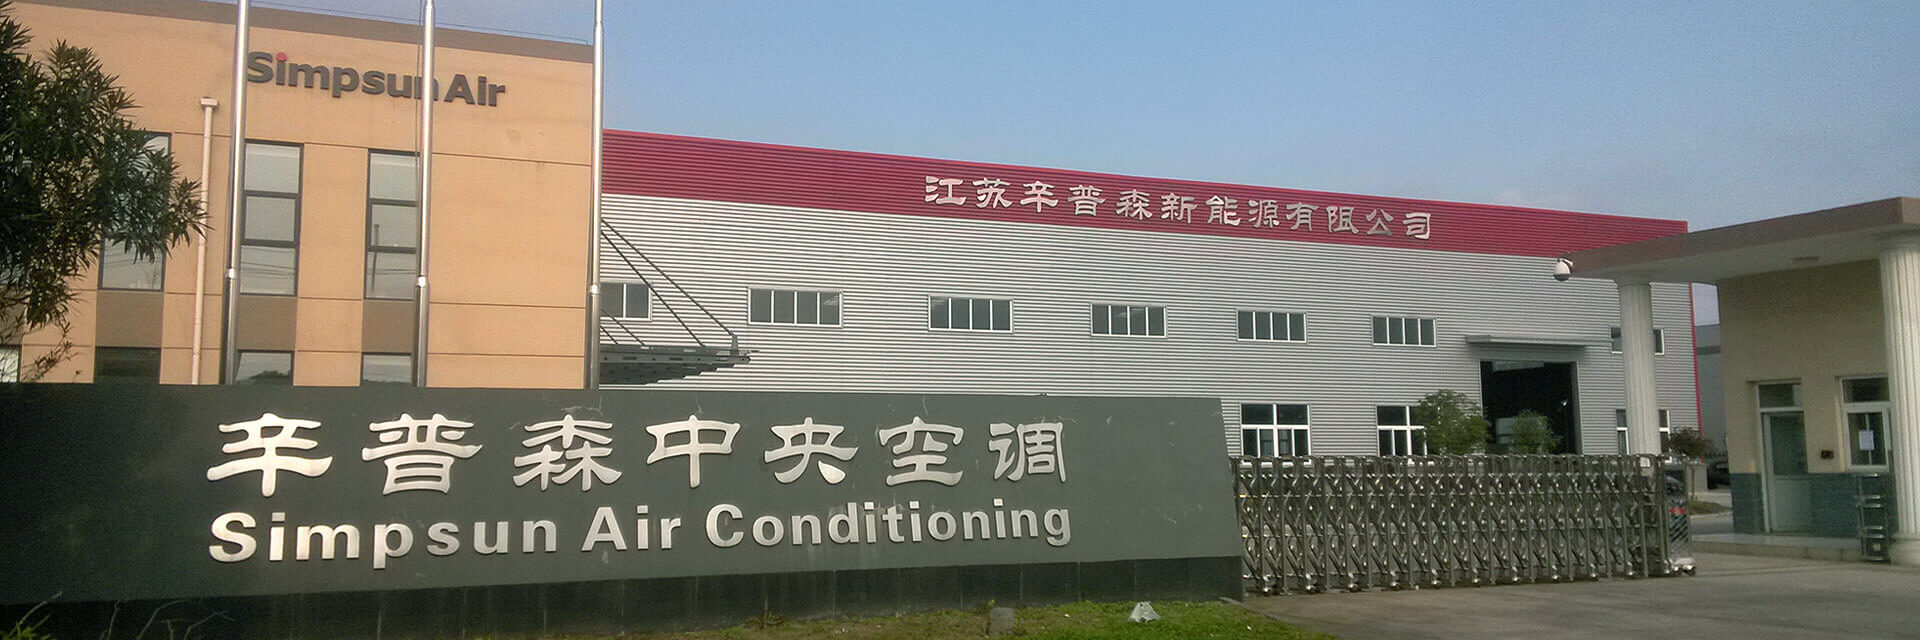 Simpsun Air
江苏辛普森新能源有限公司
辛普森中央空调
Simpsun Air Conditioning